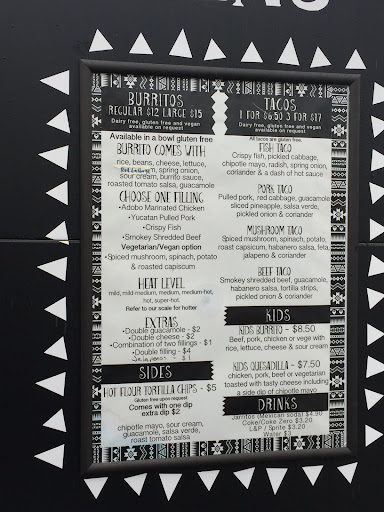 BURRITOS
REGULAR $12 LARGE $15
Dairy free, gluten free and vegan
available on request
Available in a bowl gluten free
BURRITO COMES WITH
rice, beans, cheese, lettuce,
spring onion,
sour cream, burrito sauce,
roasted tomato salsa, guacamole
CHOOSE ONE FILLING
•Adobo Marinated Chicken
•Yucatan Pulled Pork
•Crispy Fish
•Smokey Shredded Beef
Vegetarian/Vegan option
•Spiced mushroom, spinach, potato
& roasted capsicum
HEAT LEVEL
mild, mild-medium, medium, medium-hot,
hot, super-hot.
Refer to our scale for hotter
EXTRAS
•Double guacamole - $2
•Double cheese - $2
•Combination of two fillings - $1
•Double filling - $4
Jalapenos $1
SIDES
HOT FLOUR TORTILLA CHIPS - $5
Gluten free upon request
Comes with one dip
extra dip $2
chipotle mayo, sour cream,
guacamole, salsa verde,
roast tomato salsa
TACOS
1 FOR $6.50 3 FOR $17
Dairy free, gluten free and vegan
available on request
All tacos are gluten free.
FISH TACO
Crispy fish, pickled cabbage,
chipotle mayo, radish, spring onion,
coriander & a dash of hot sauce
PORK TACO
Pulled pork, red cabbage, guacamole,
sliced pineapple, salsa verde,
pickled onion & coriander
MUSHROOM TACO
Spiced mushroom, spinach, potato,
roast capsicum, habanero salsa, feta
jalapeno & coriander
BEEF TACO
Smokey shredded beef, guacamole,
habanero salsa, tortilla strips,
pickled onion & coriander
KIDS
KIDS BURRITO - $8.50
Beef, pork, chicken or vege with
rice, lettuce, cheese & sour cream
KIDS QUESADILLA - $7.50
chicken, pork, beef or vegetarian
toasted with tasty cheese including
a side dip of chipotle mayo
DRINKS
Jarritos (Mexican soda) $4.90
Coke/Coke Zero $3.20
L&P / Sprite $3.20
Water $3